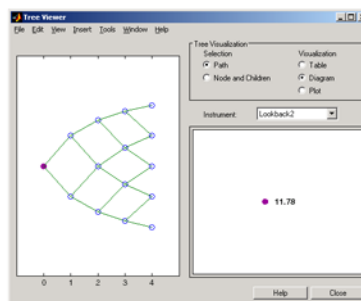 Tree Viewer
File Edit View Insert Tools Window Help
Tree Visualization
Selection
Visualization
Path
Table
Node and Children
Diagram
Plot
Instrument:
Lookback2
11.78
0 1 2 3 4
Help
Close